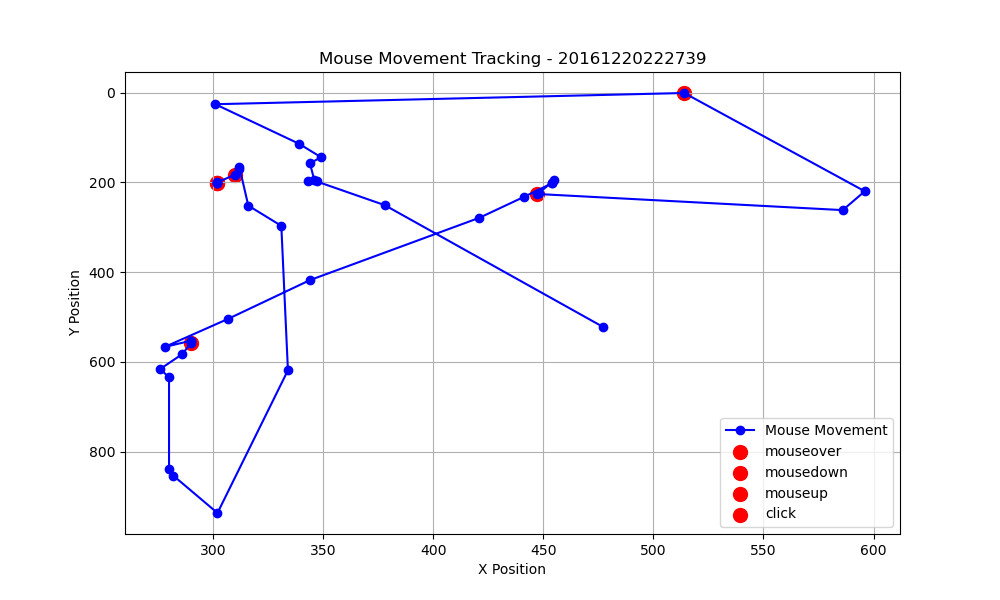 Mouse Movement Tracking - 20161220222739
0
200
400
600
800
Y Position
300
350
400
450
500
550
600
X Position
Mouse Movement
mouseover
mousedown
mouseup
click